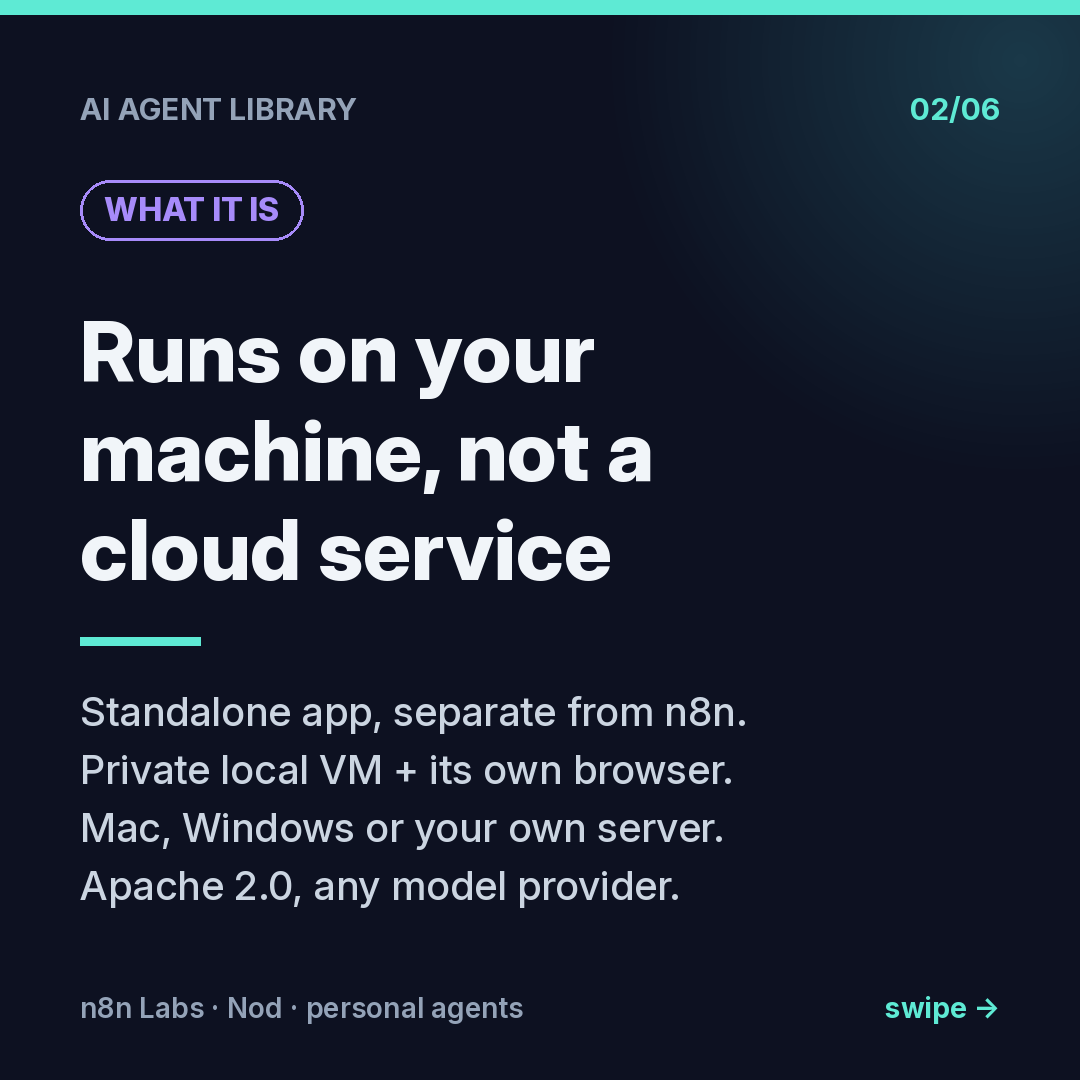 AI AGENT LIBRARY
02/06
WHAT IT IS
Runs on your
machine, not a
cloud service
Standalone app, separate from n8n.
Private local VM + its own browser.
Mac, Windows or your own server.
Apache 2.0, any model provider.
n8n Labs · Nod · personal agents
swipe →